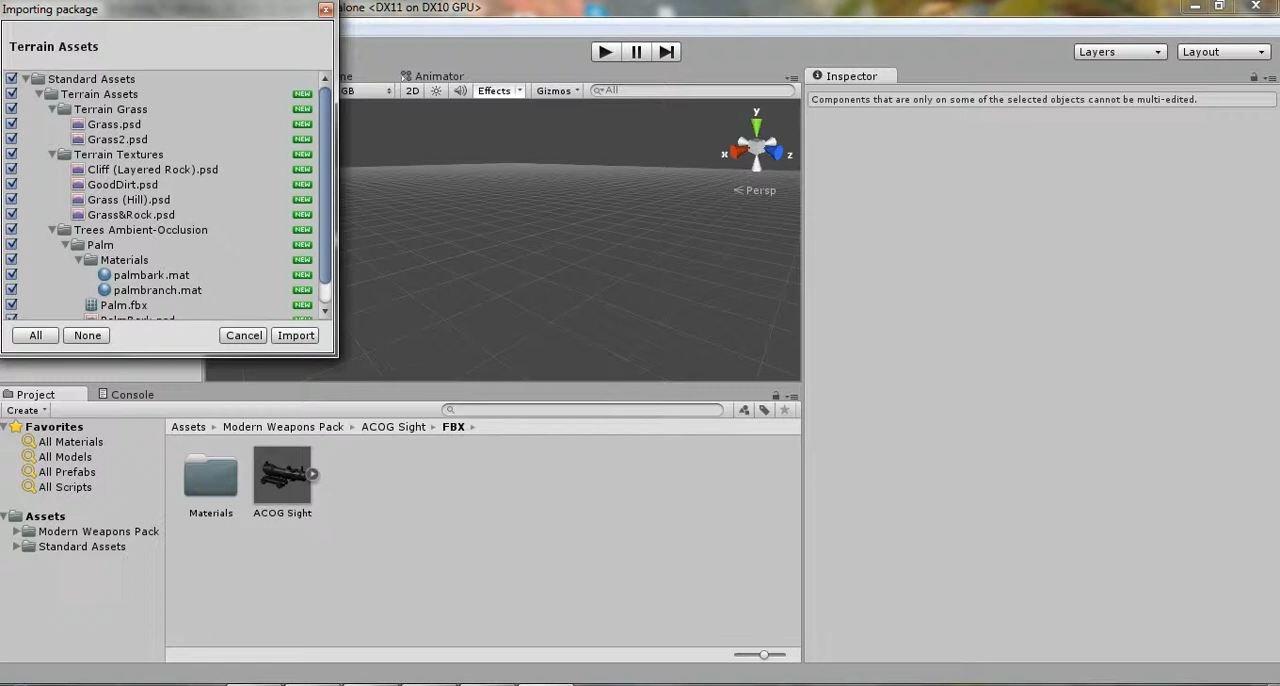 Importing package
alone <DX11 on DX10 GPU>
Terrain Assets
Layers
Layout
Standard Assets
Terrain Assets NEW
Terrain Grass NEW
Grass.psd NEW
Grass2.psd NEW
Terrain Textures NEW
Cliff (Layered Rock).psd NEW
GoodDirt.psd NEW
Grass (Hill).psd NEW
Grass&Rock.psd NEW
Trees Ambient-Occlusion NEW
Palm NEW
Materials NEW
palmbark.mat NEW
palmbranch.mat NEW
Palm.fbx NEW
All
None
Cancel
Import
ne
Animator
GB
2D
Effects
Gizmos
All
y
x
z
Persp
Inspector
Components that are only on some of the selected objects cannot be multi-edited.
Project
Console
Create
Favorites
All Materials
All Models
All Prefabs
All Scripts
Assets
Modern Weapons Pack
Standard Assets
Assets
Modern Weapons Pack
ACOG Sight
FBX
Materials
ACOG Sight